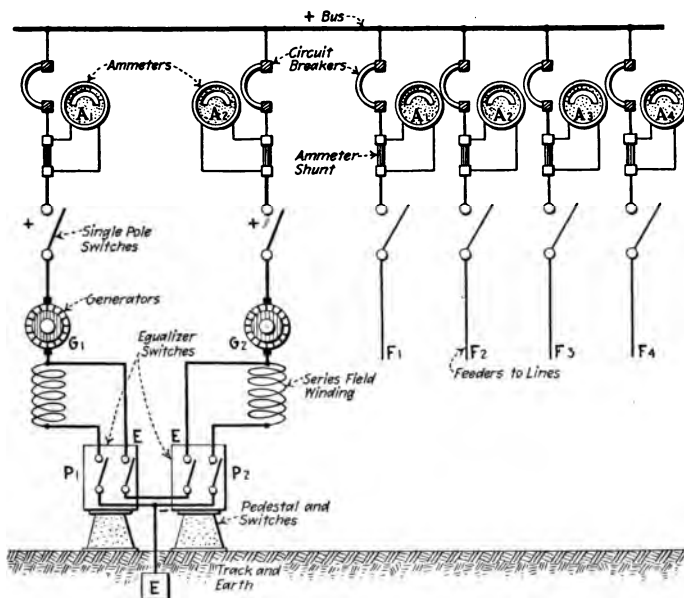 + Bus
Ammeters
Circuit
Breakers
A1
A2
A1
A2
A3
A4
Ammeter
Shunt
+
Single Pole
Switches
+
Generators
G1
Equalizer
Switches
G2
F1
F2
F3
F4
Feeders to Lines
Series Field
Winding
E
E
P1
P2
–
Pedestal and
Switches
E
Track and
Earth